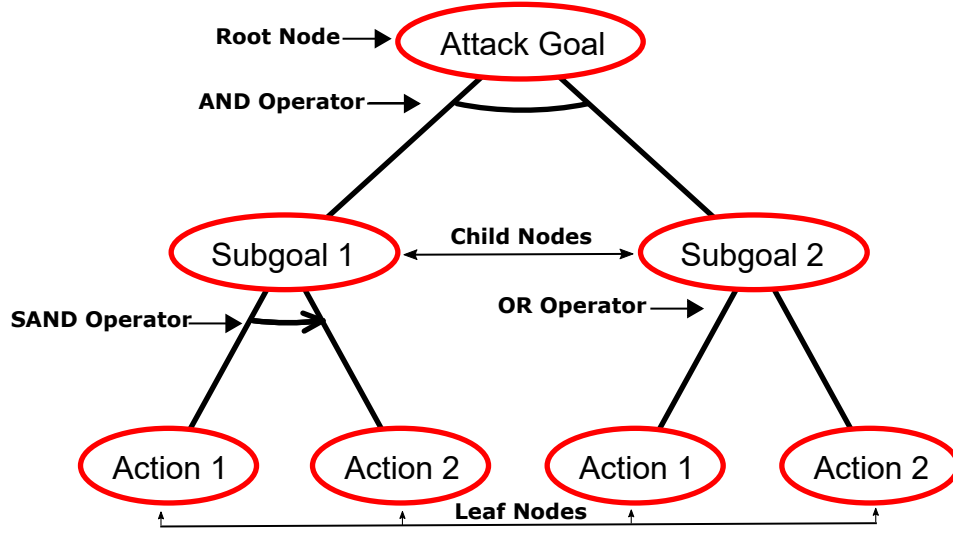 Root Node
Attack Goal
AND Operator
Subgoal 1
Child Nodes
Subgoal 2
SAND Operator
OR Operator
Action 1
Action 2
Action 1
Action 2
Leaf Nodes